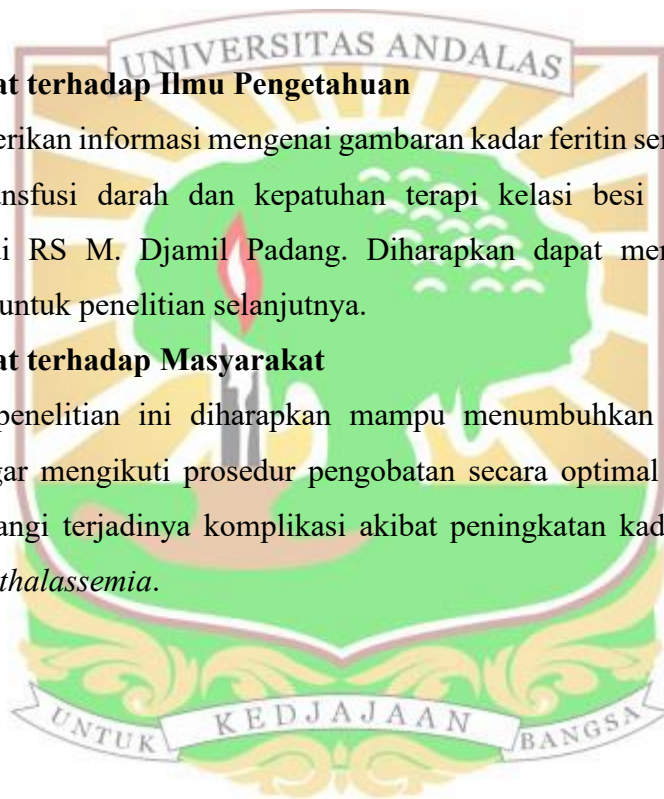 UNIVERSITAS ANDALAS
at terhadap Ilmu Pengetahuan
erikan informasi mengenai gambaran kadar feritin ser
nsfusi darah dan kepatuhan terapi kelasi besi
di RS M. Djamil Padang. Diharapkan dapat men
untuk penelitian selanjutnya.
at terhadap Masyarakat
penelitian ini diharapkan mampu menumbuhkan
gar mengikuti prosedur pengobatan secara optimal
angi terjadinya komplikasi akibat peningkatan kad
thalassemia.
UNTUK KEDJAJAAN BANGSA